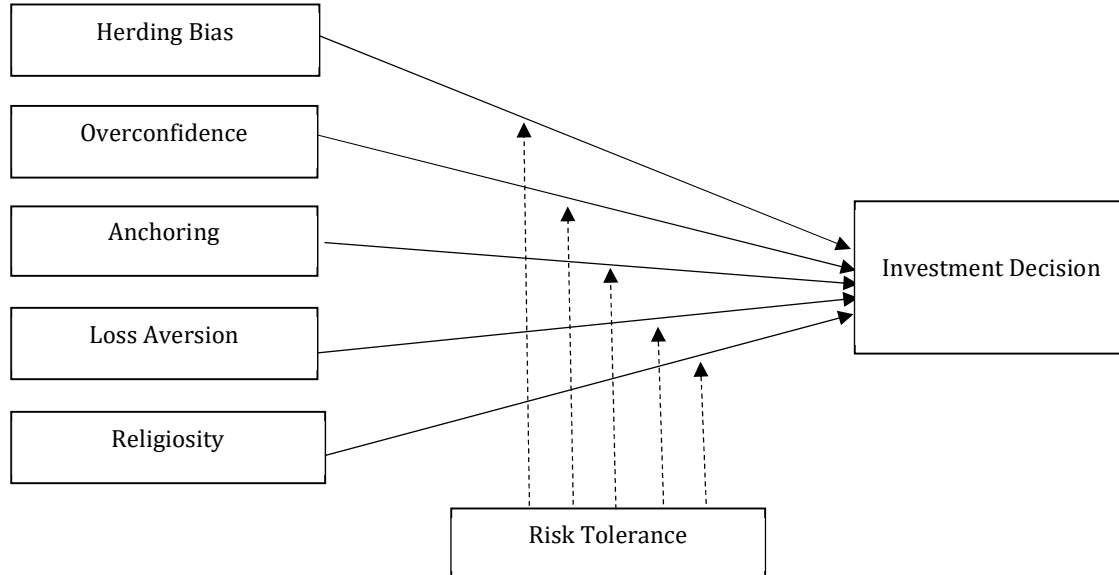 Herding Bias
Overconfidence
Anchoring
Loss Aversion
Religiosity
Investment Decision
Risk Tolerance